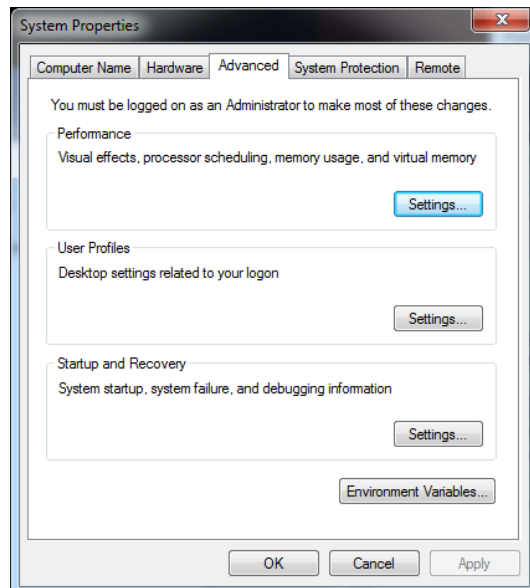 System Properties
Computer Name Hardware Advanced System Protection Remote
You must be logged on as an Administrator to make most of these changes.
Performance
Visual effects, processor scheduling, memory usage, and virtual memory
Settings...
User Profiles
Desktop settings related to your logon
Settings...
Startup and Recovery
System startup, system failure, and debugging information
Settings...
Environment Variables...
OK Cancel Apply